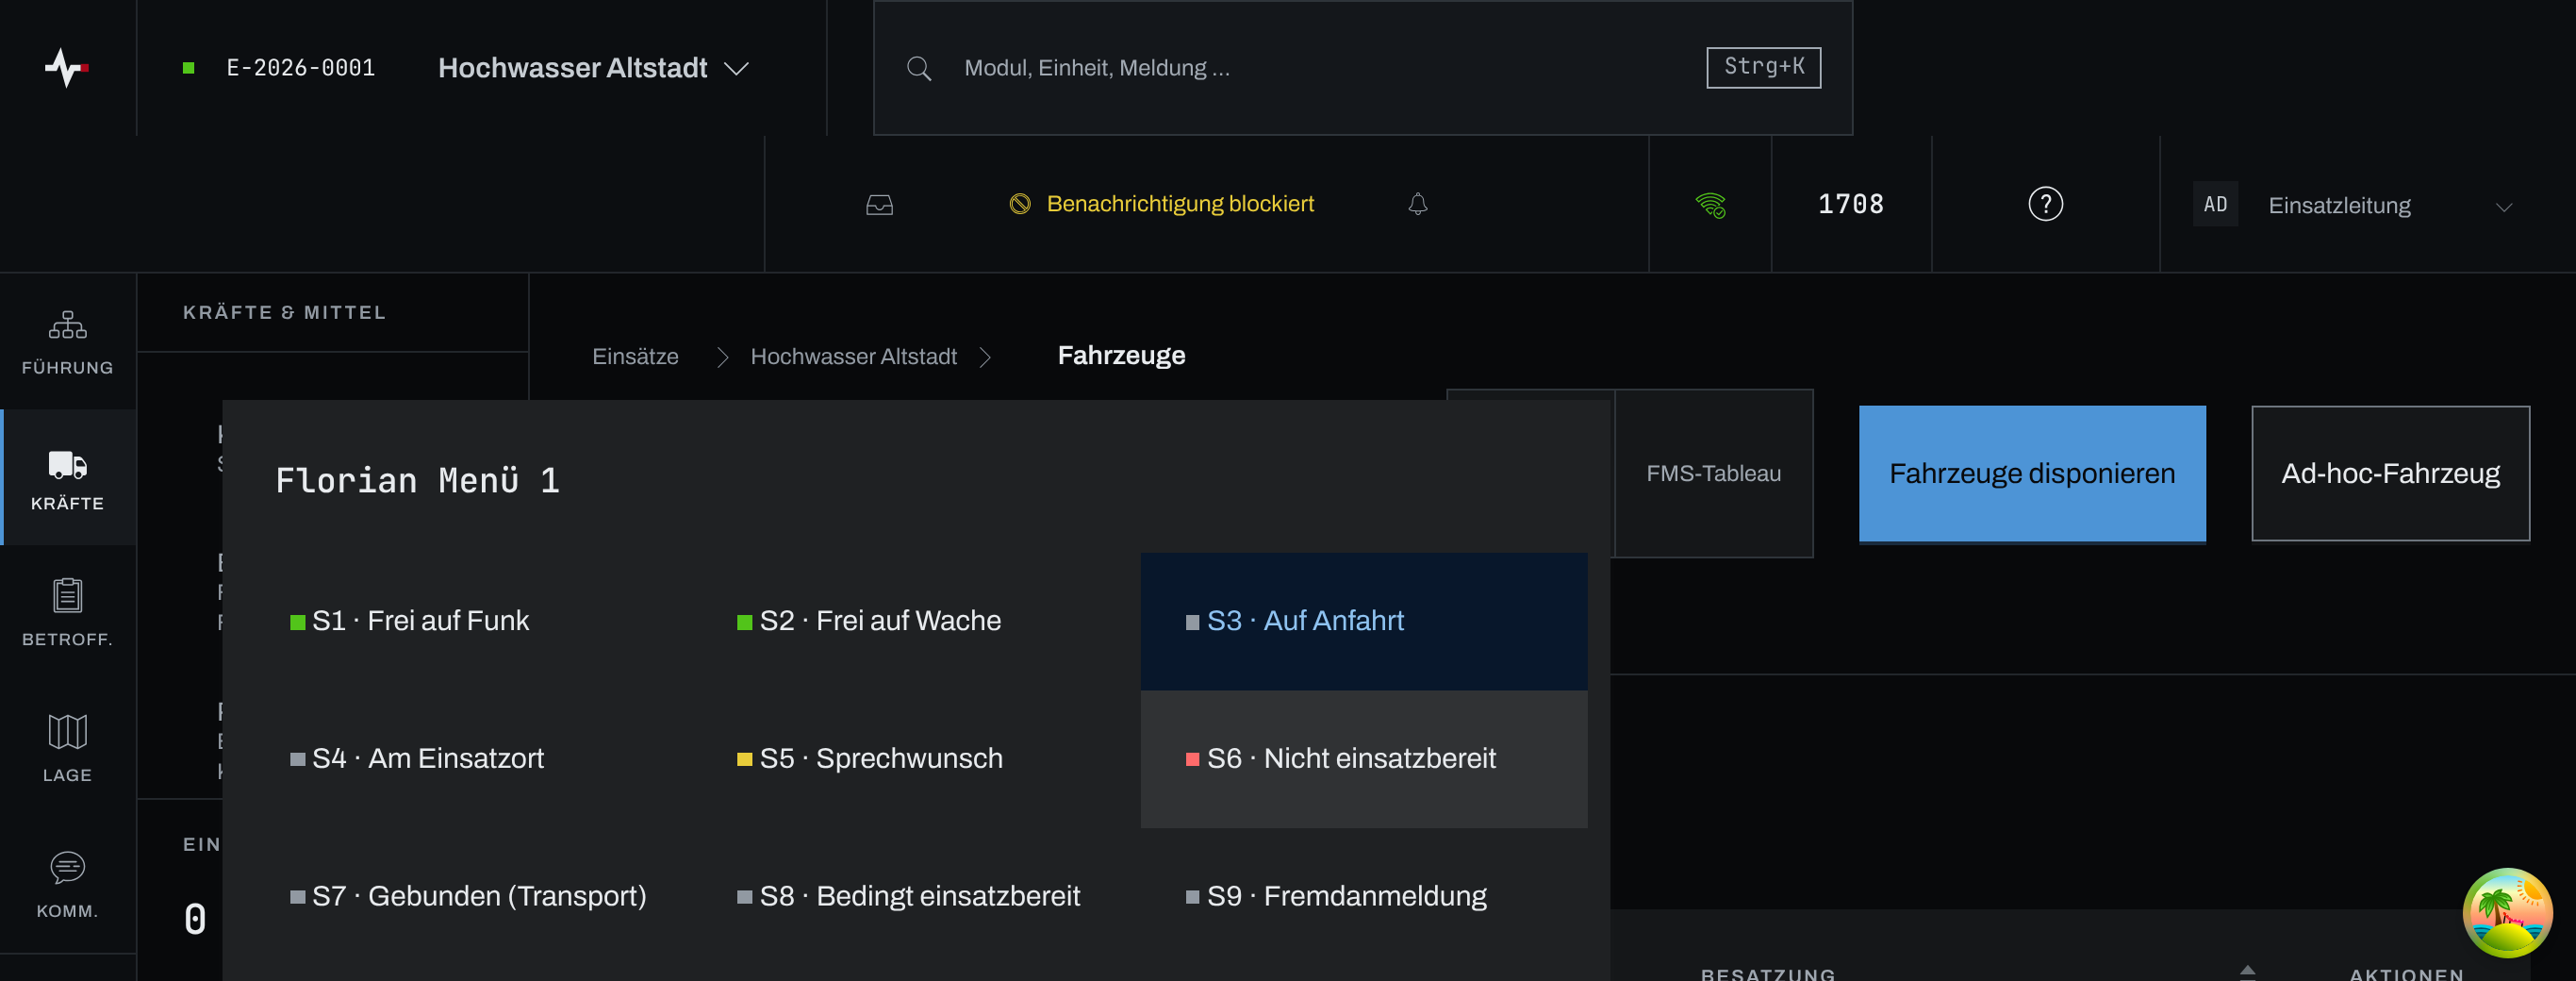 E-2026-0001 Hochwasser Altstadt
Modul, Einheit, Meldung ... Strg+K
Benachrichtigung blockiert
1708
?
AD Einsatzleitung
FÜHRUNG
KRÄFTE
BETROFF.
LAGE
KOMM.
KRÄFTE & MITTEL
Einsätze Hochwasser Altstadt Fahrzeuge
FMS-Tableau
Fahrzeuge disponieren
Ad-hoc-Fahrzeug
Florian Menü 1
S1 · Frei auf Funk
S2 · Frei auf Wache
S3 · Auf Anfahrt
S4 · Am Einsatzort
S5 · Sprechwunsch
S6 · Nicht einsatzbereit
S7 · Gebunden (Transport)
S8 · Bedingt einsatzbereit
S9 · Fremdanmeldung
EIN
0
BESATZUNG
AKTIONEN